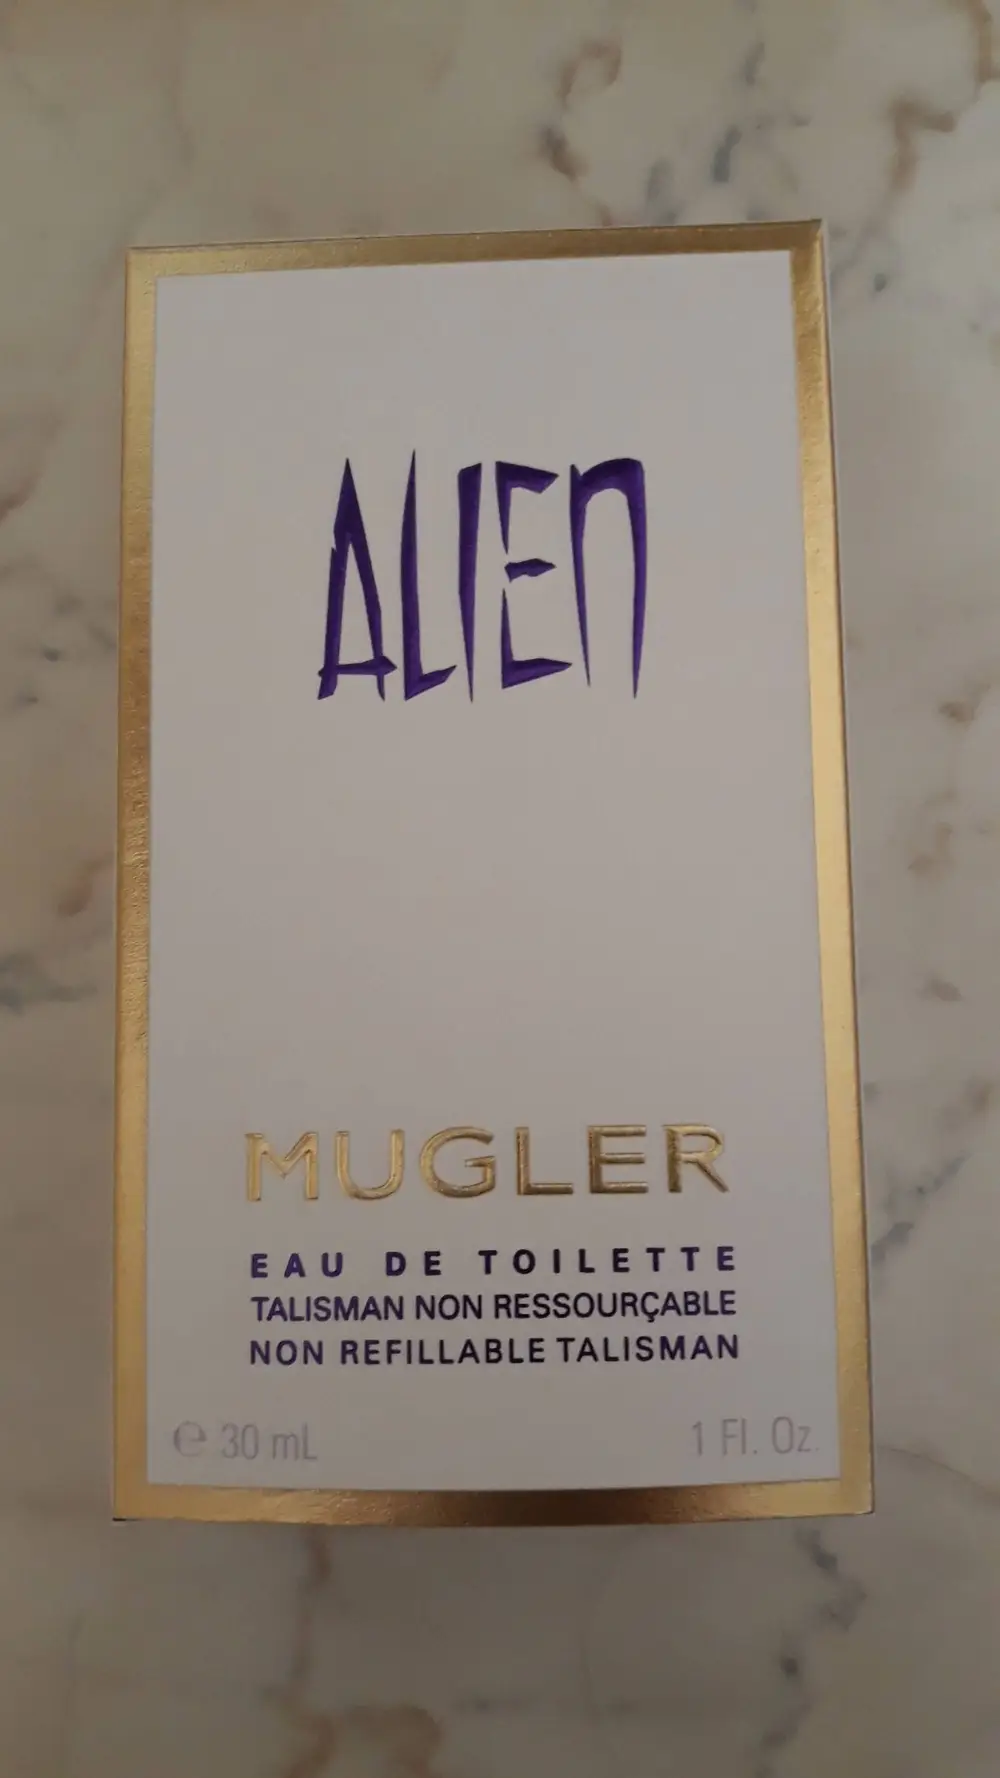 ALIEN
MUGLER
EAU DE TOILETTE
TALISMAN NON RESSOURÇABLE
NON REFILLABLE TALISMAN
℮ 30 mL 1 Fl. Oz.